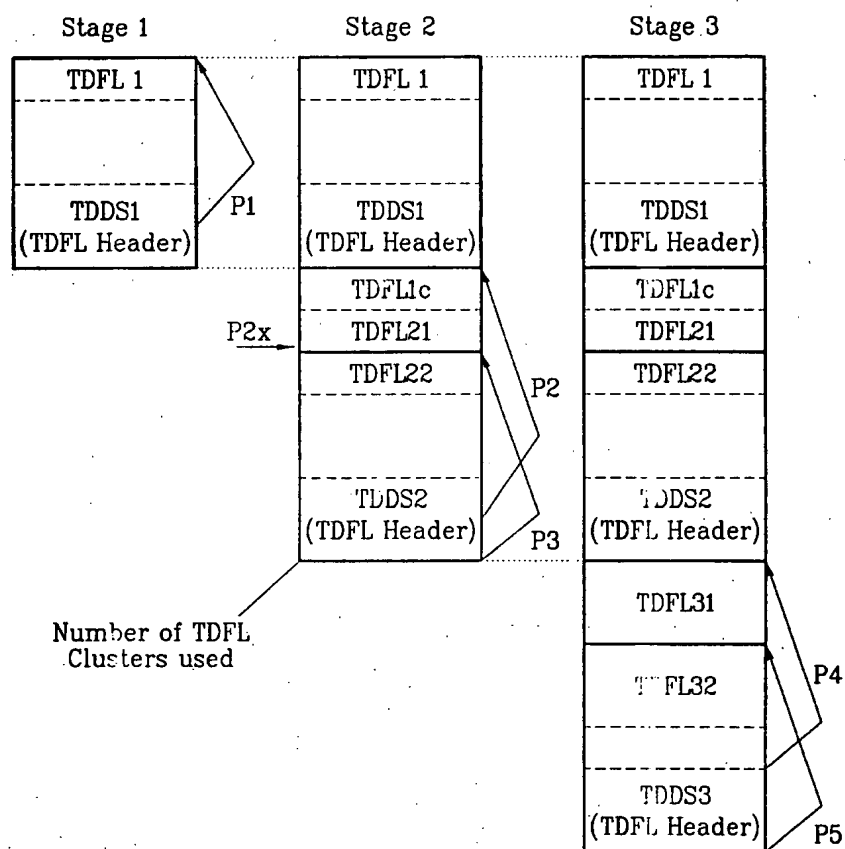 Stage 1
Stage 2
Stage 3
TDFL 1
TDDS1
(TDFL Header)
P1
TDFL 1
TDDS1
(TDFL Header)
TDFL1c
TDFL21
P2x
TDFL22
P2
TDDS2
(TDFL Header)
P3
Number of TDFL
Clusters used
TDFL 1
TDDS1
(TDFL Header)
TDFL1c
TDFL21
TDFL22
TDDS2
(TDFL Header)
TDFL31
TDFL32
P4
TDDS3
(TDFL Header)
P5